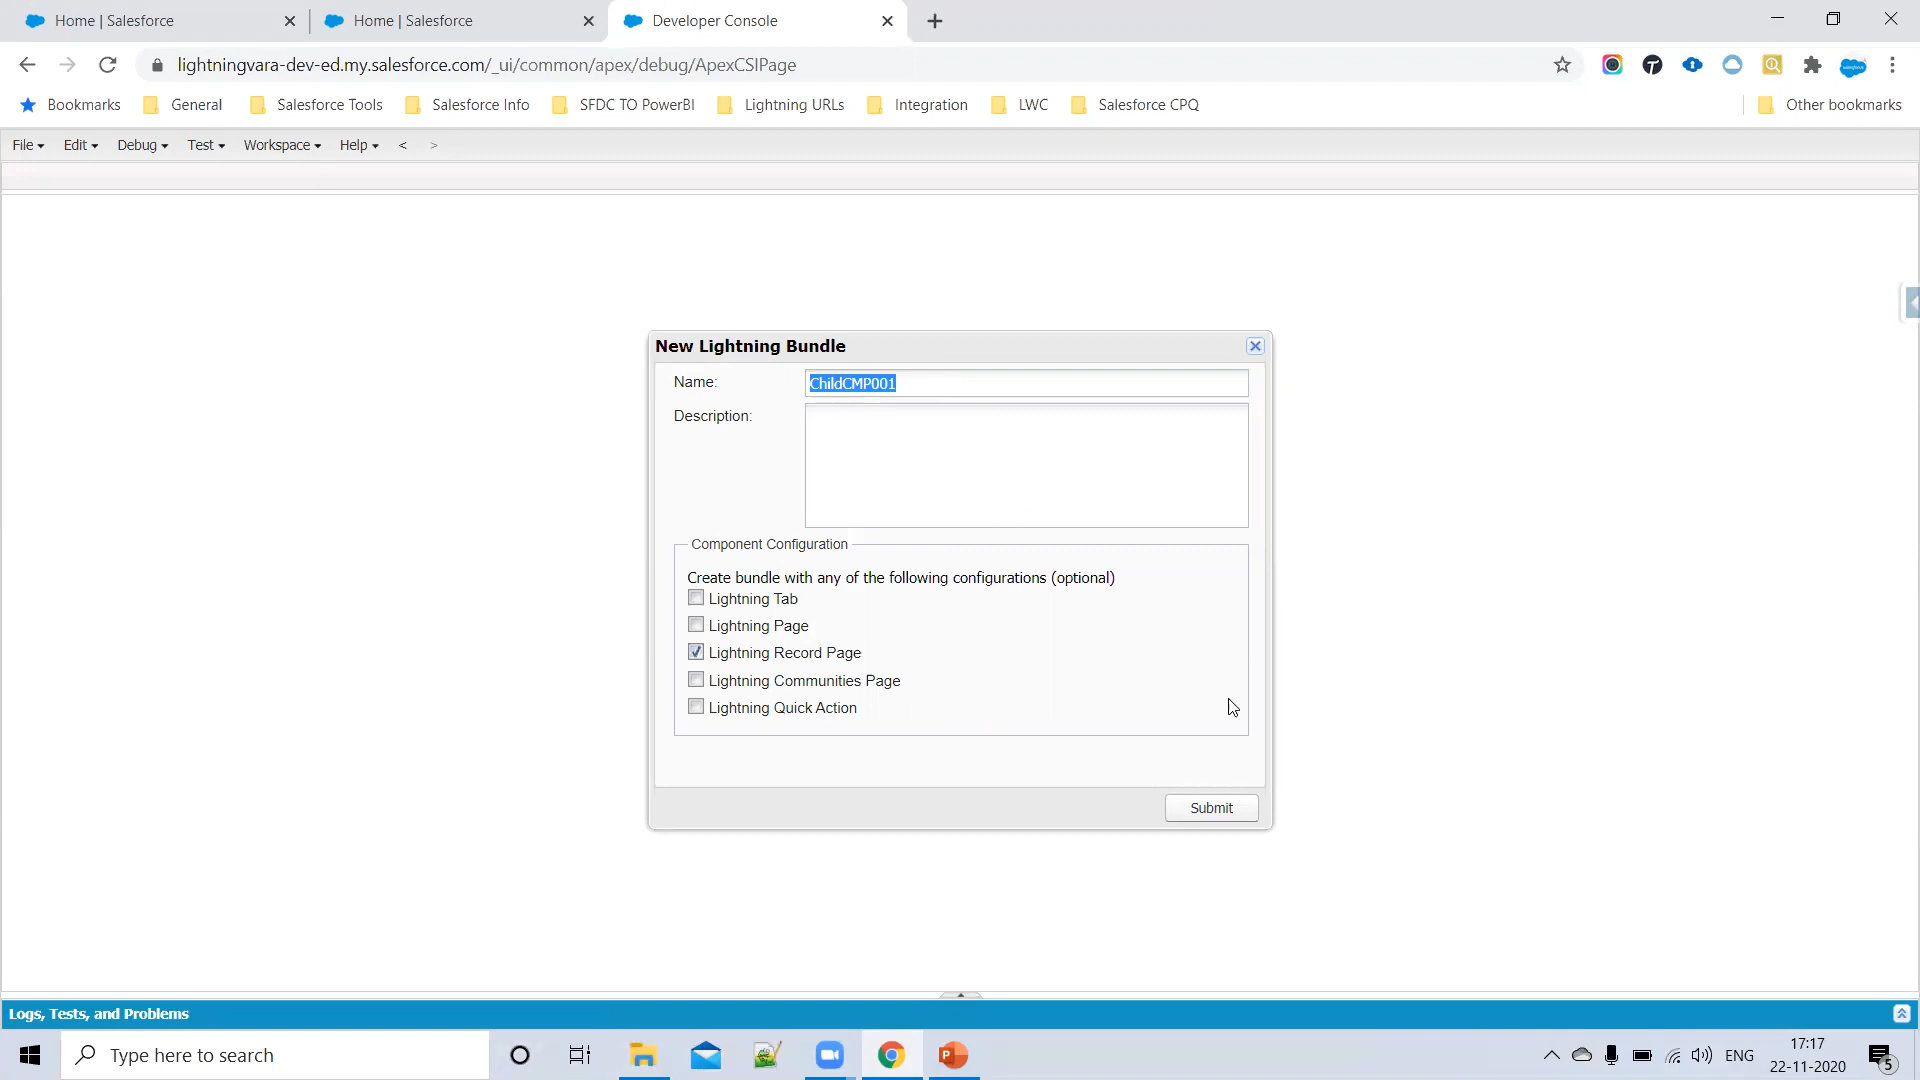 Home | Salesforce
Home | Salesforce
Developer Console
lightningvara-dev-ed.my.salesforce.com/_ui/common/apex/debug/ApexCSIPage
Bookmarks General Salesforce Tools Salesforce Info SFDC TO PowerBI Lightning URLs Integration LWC Salesforce CPQ Other bookmarks
File Edit Debug Test Workspace Help < >
New Lightning Bundle
Name: ChildCMP001
Description:
Component Configuration
Create bundle with any of the following configurations (optional)
Lightning Tab
Lightning Page
Lightning Record Page
Lightning Communities Page
Lightning Quick Action
Submit
Logs, Tests, and Problems
Type here to search
ENG
17:17
22-11-2020
5